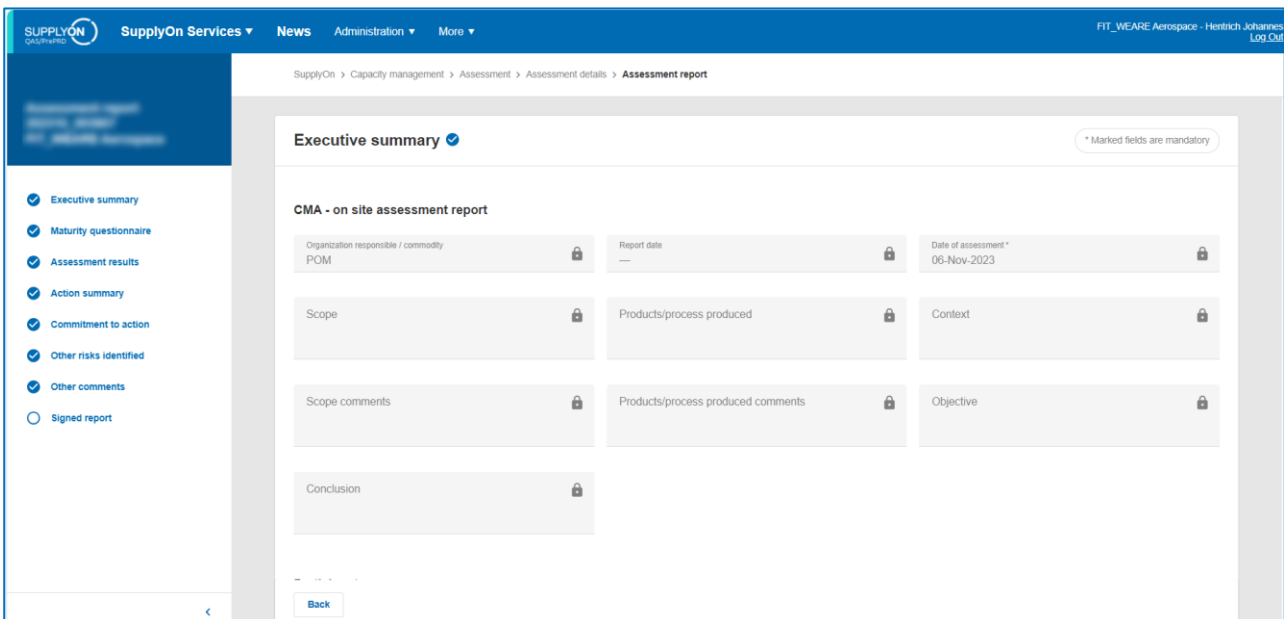 SUPPLYON
QAS/PrePRD
SupplyOn Services ▾ News Administration ▾ More ▾
FIT_WEARE Aerospace - Hentrich Johannes
Log Out
SupplyOn > Capacity management > Assessment > Assessment details > Assessment report
Executive summary
Maturity questionnaire
Assessment results
Action summary
Commitment to action
Other risks identified
Other comments
Signed report
Executive summary
* Marked fields are mandatory
CMA - on site assessment report
Organization responsible / commodity
POM
Report date
—
Date of assessment *
06-Nov-2023
Scope
Products/process produced
Context
Scope comments
Products/process produced comments
Objective
Conclusion
Back